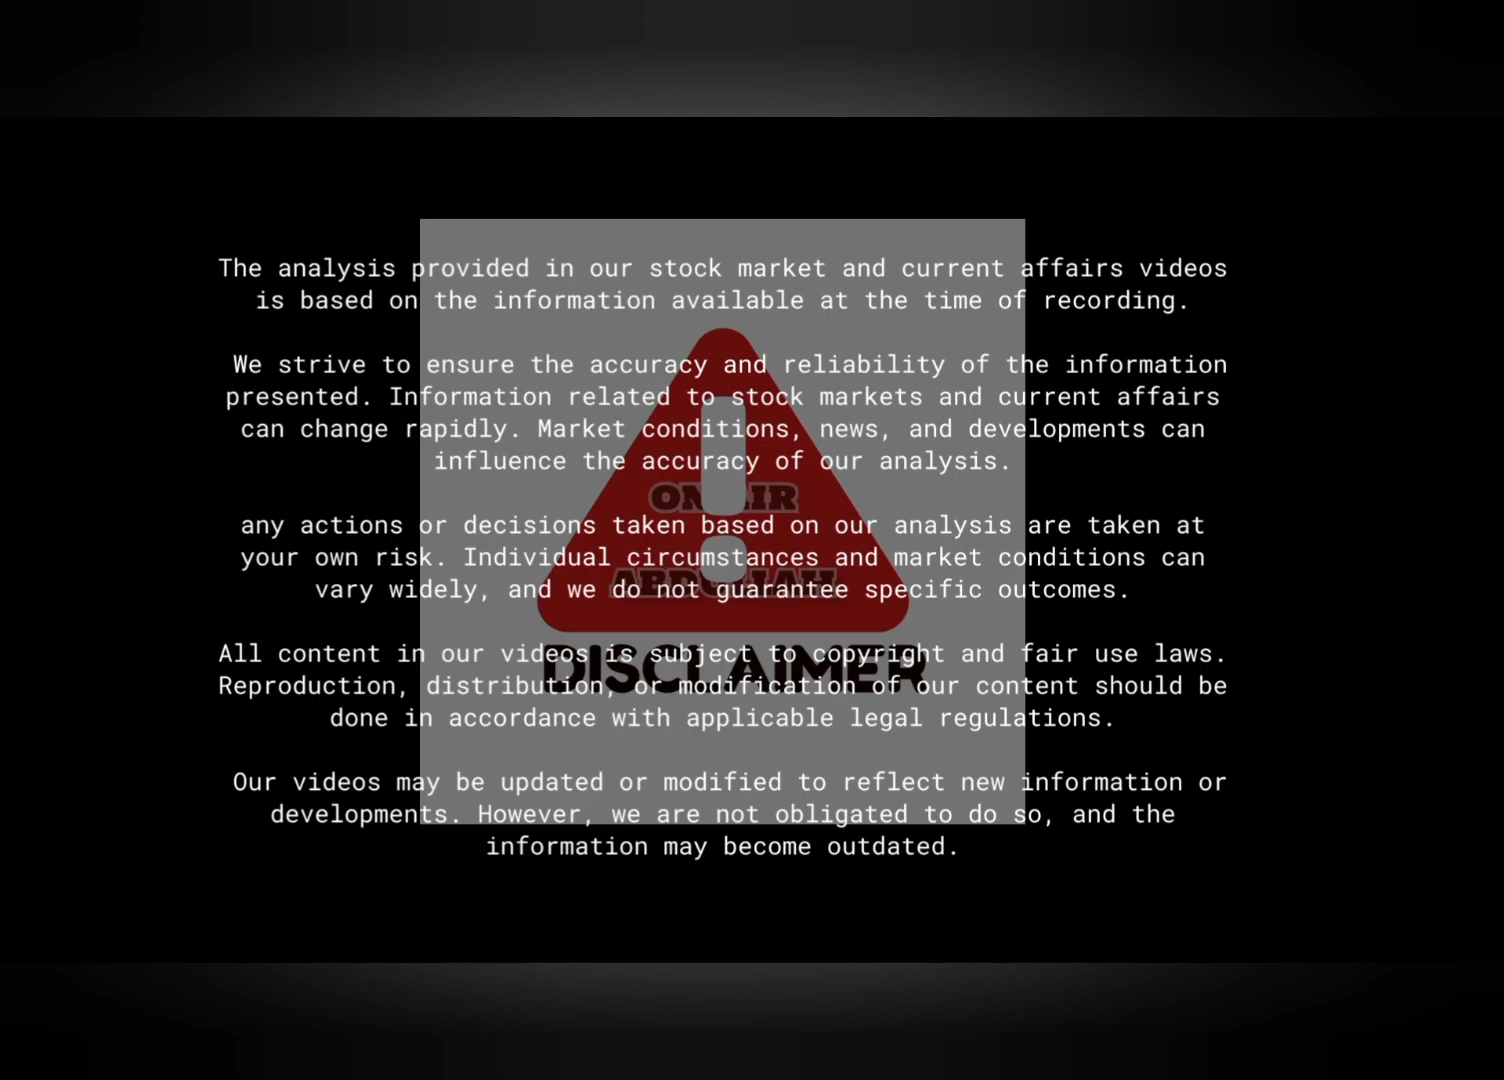 The analysis provided in our stock market and current affairs videos
is based on the information available at the time of recording.
We strive to ensure the accuracy and reliability of the information
presented. Information related to stock markets and current affairs
can change rapidly. Market conditions, news, and developments can
influence the accuracy of our analysis.
ON AIR
any actions or decisions taken based on our analysis are taken at
your own risk. Individual circumstances and market conditions can
vary widely, and we do not guarantee specific outcomes.
All content in our videos is subject to copyright and fair use laws.
DISCLAIMER
Reproduction, distribution, or modification of our content should be
done in accordance with applicable legal regulations.
Our videos may be updated or modified to reflect new information or
developments. However, we are not obligated to do so, and the
information may become outdated.